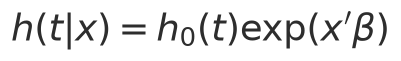 h(t|x) = h₀(t)exp(x′β)